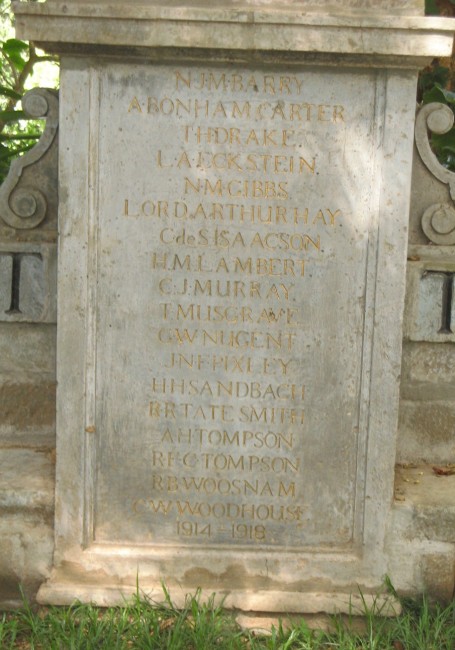 N.J.M.BARRY
A.BONHAM.CARTER
T.H.DRAKE.
L.A.ECKSTEIN.
N.M.GIBBS.
LORD.ARTHUR HAY
C de S.ISAACSON.
H.M.LAMBERT.
C.J.MURRAY.
T.MUSGRAVE.
G.W.NUGENT.
J.N.F.PIXLEY
H.H.SANDBACH
R.R.TATE SMITH
A.H.TOMPSON
R.F.C.TOMPSON
R.B.WOOSNAM.
C.W.WOODHOUSE
1914-1918